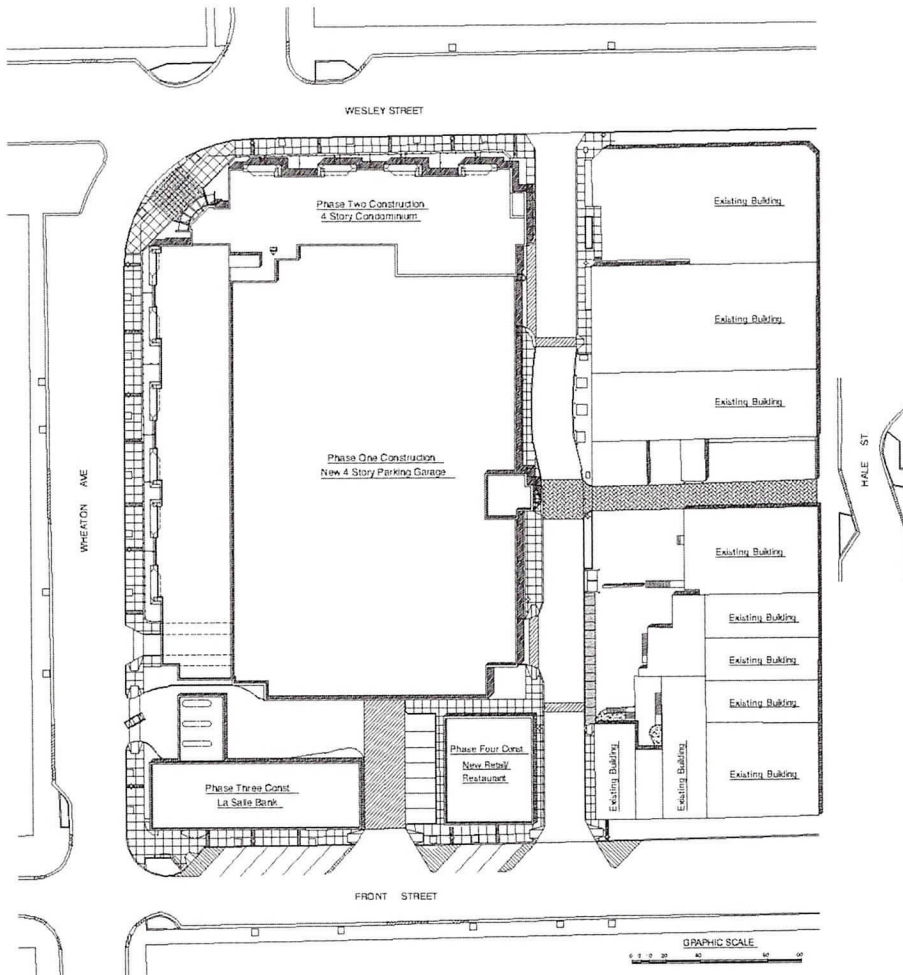 WESLEY STREET
Phase Two Construction
4 Story Condominium
Existing Building
Existing Building
Existing Building
Phase One Construction
New 4 Story Parking Garage
WHEATON AVE
HALE ST
Existing Building
Existing Building
Existing Building
Existing Building
Existing Building
Existing Building
Existing Building
Phase Four Const.
New Retail/
Restaurant
Phase Three Const.
La Salle Bank
FRONT STREET
GRAPHIC SCALE